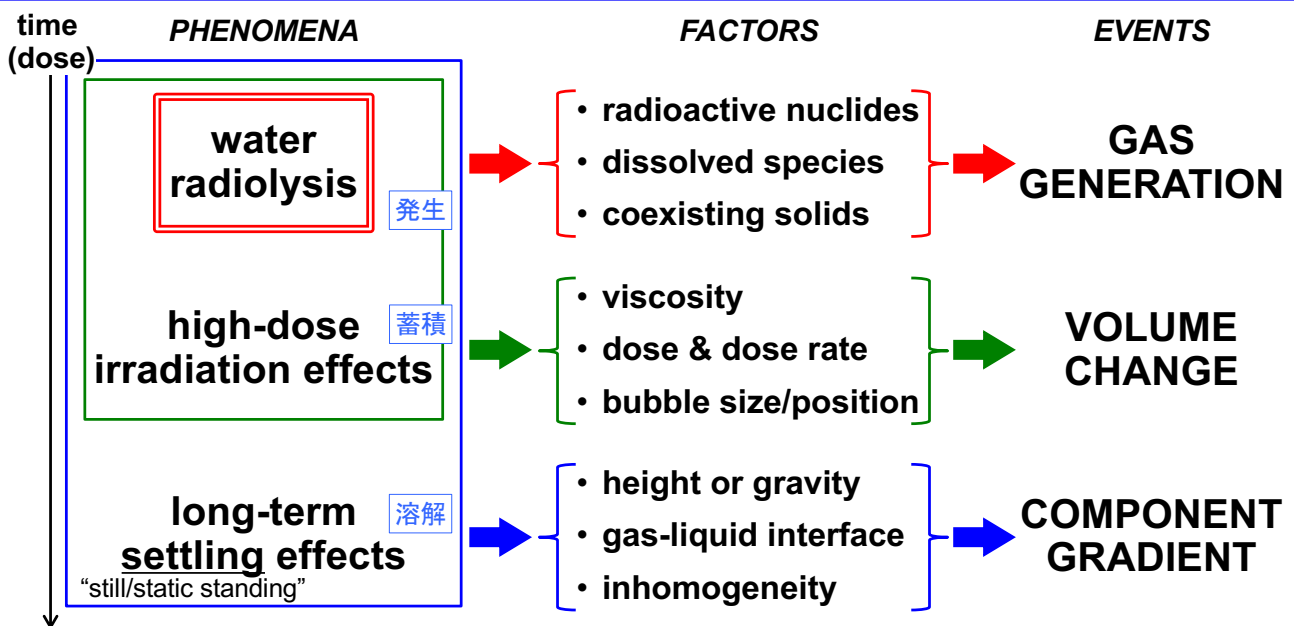 time
(dose)
PHENOMENA
FACTORS
EVENTS
water
radiolysis
発生
• radioactive nuclides
• dissolved species
• coexisting solids
GAS
GENERATION
high-dose
irradiation effects
蓄積
• viscosity
• dose & dose rate
• bubble size/position
VOLUME
CHANGE
long-term
settling effects
"still/static standing"
溶解
• height or gravity
• gas-liquid interface
• inhomogeneity
COMPONENT
GRADIENT